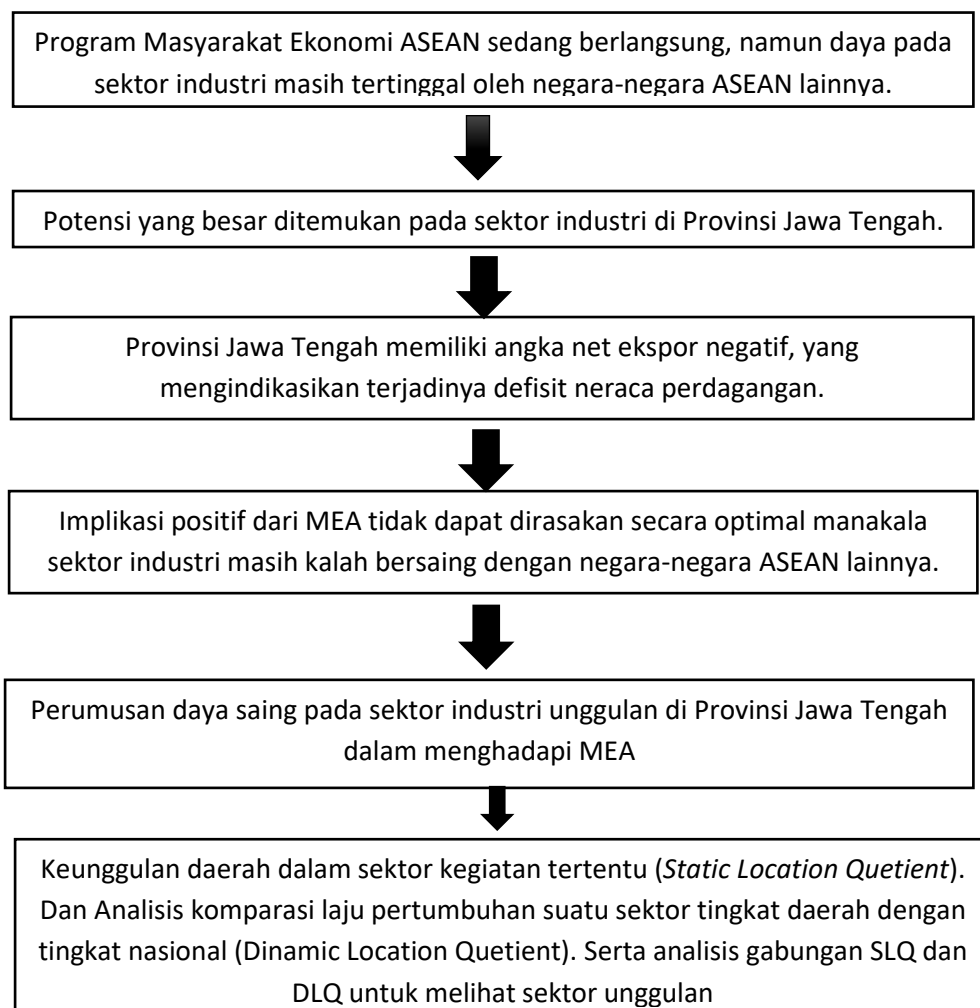 Program Masyarakat Ekonomi ASEAN sedang berlangsung, namun daya pada
sektor industri masih tertinggal oleh negara-negara ASEAN lainnya.
Potensi yang besar ditemukan pada sektor industri di Provinsi Jawa Tengah.
Provinsi Jawa Tengah memiliki angka net ekspor negatif, yang
mengindikasikan terjadinya defisit neraca perdagangan.
Implikasi positif dari MEA tidak dapat dirasakan secara optimal manakala
sektor industri masih kalah bersaing dengan negara-negara ASEAN lainnya.
Perumusan daya saing pada sektor industri unggulan di Provinsi Jawa Tengah
dalam menghadapi MEA
Keunggulan daerah dalam sektor kegiatan tertentu (Static Location Quetient).
Dan Analisis komparasi laju pertumbuhan suatu sektor tingkat daerah dengan
tingkat nasional (Dinamic Location Quetient). Serta analisis gabungan SLQ dan
DLQ untuk melihat sektor unggulan